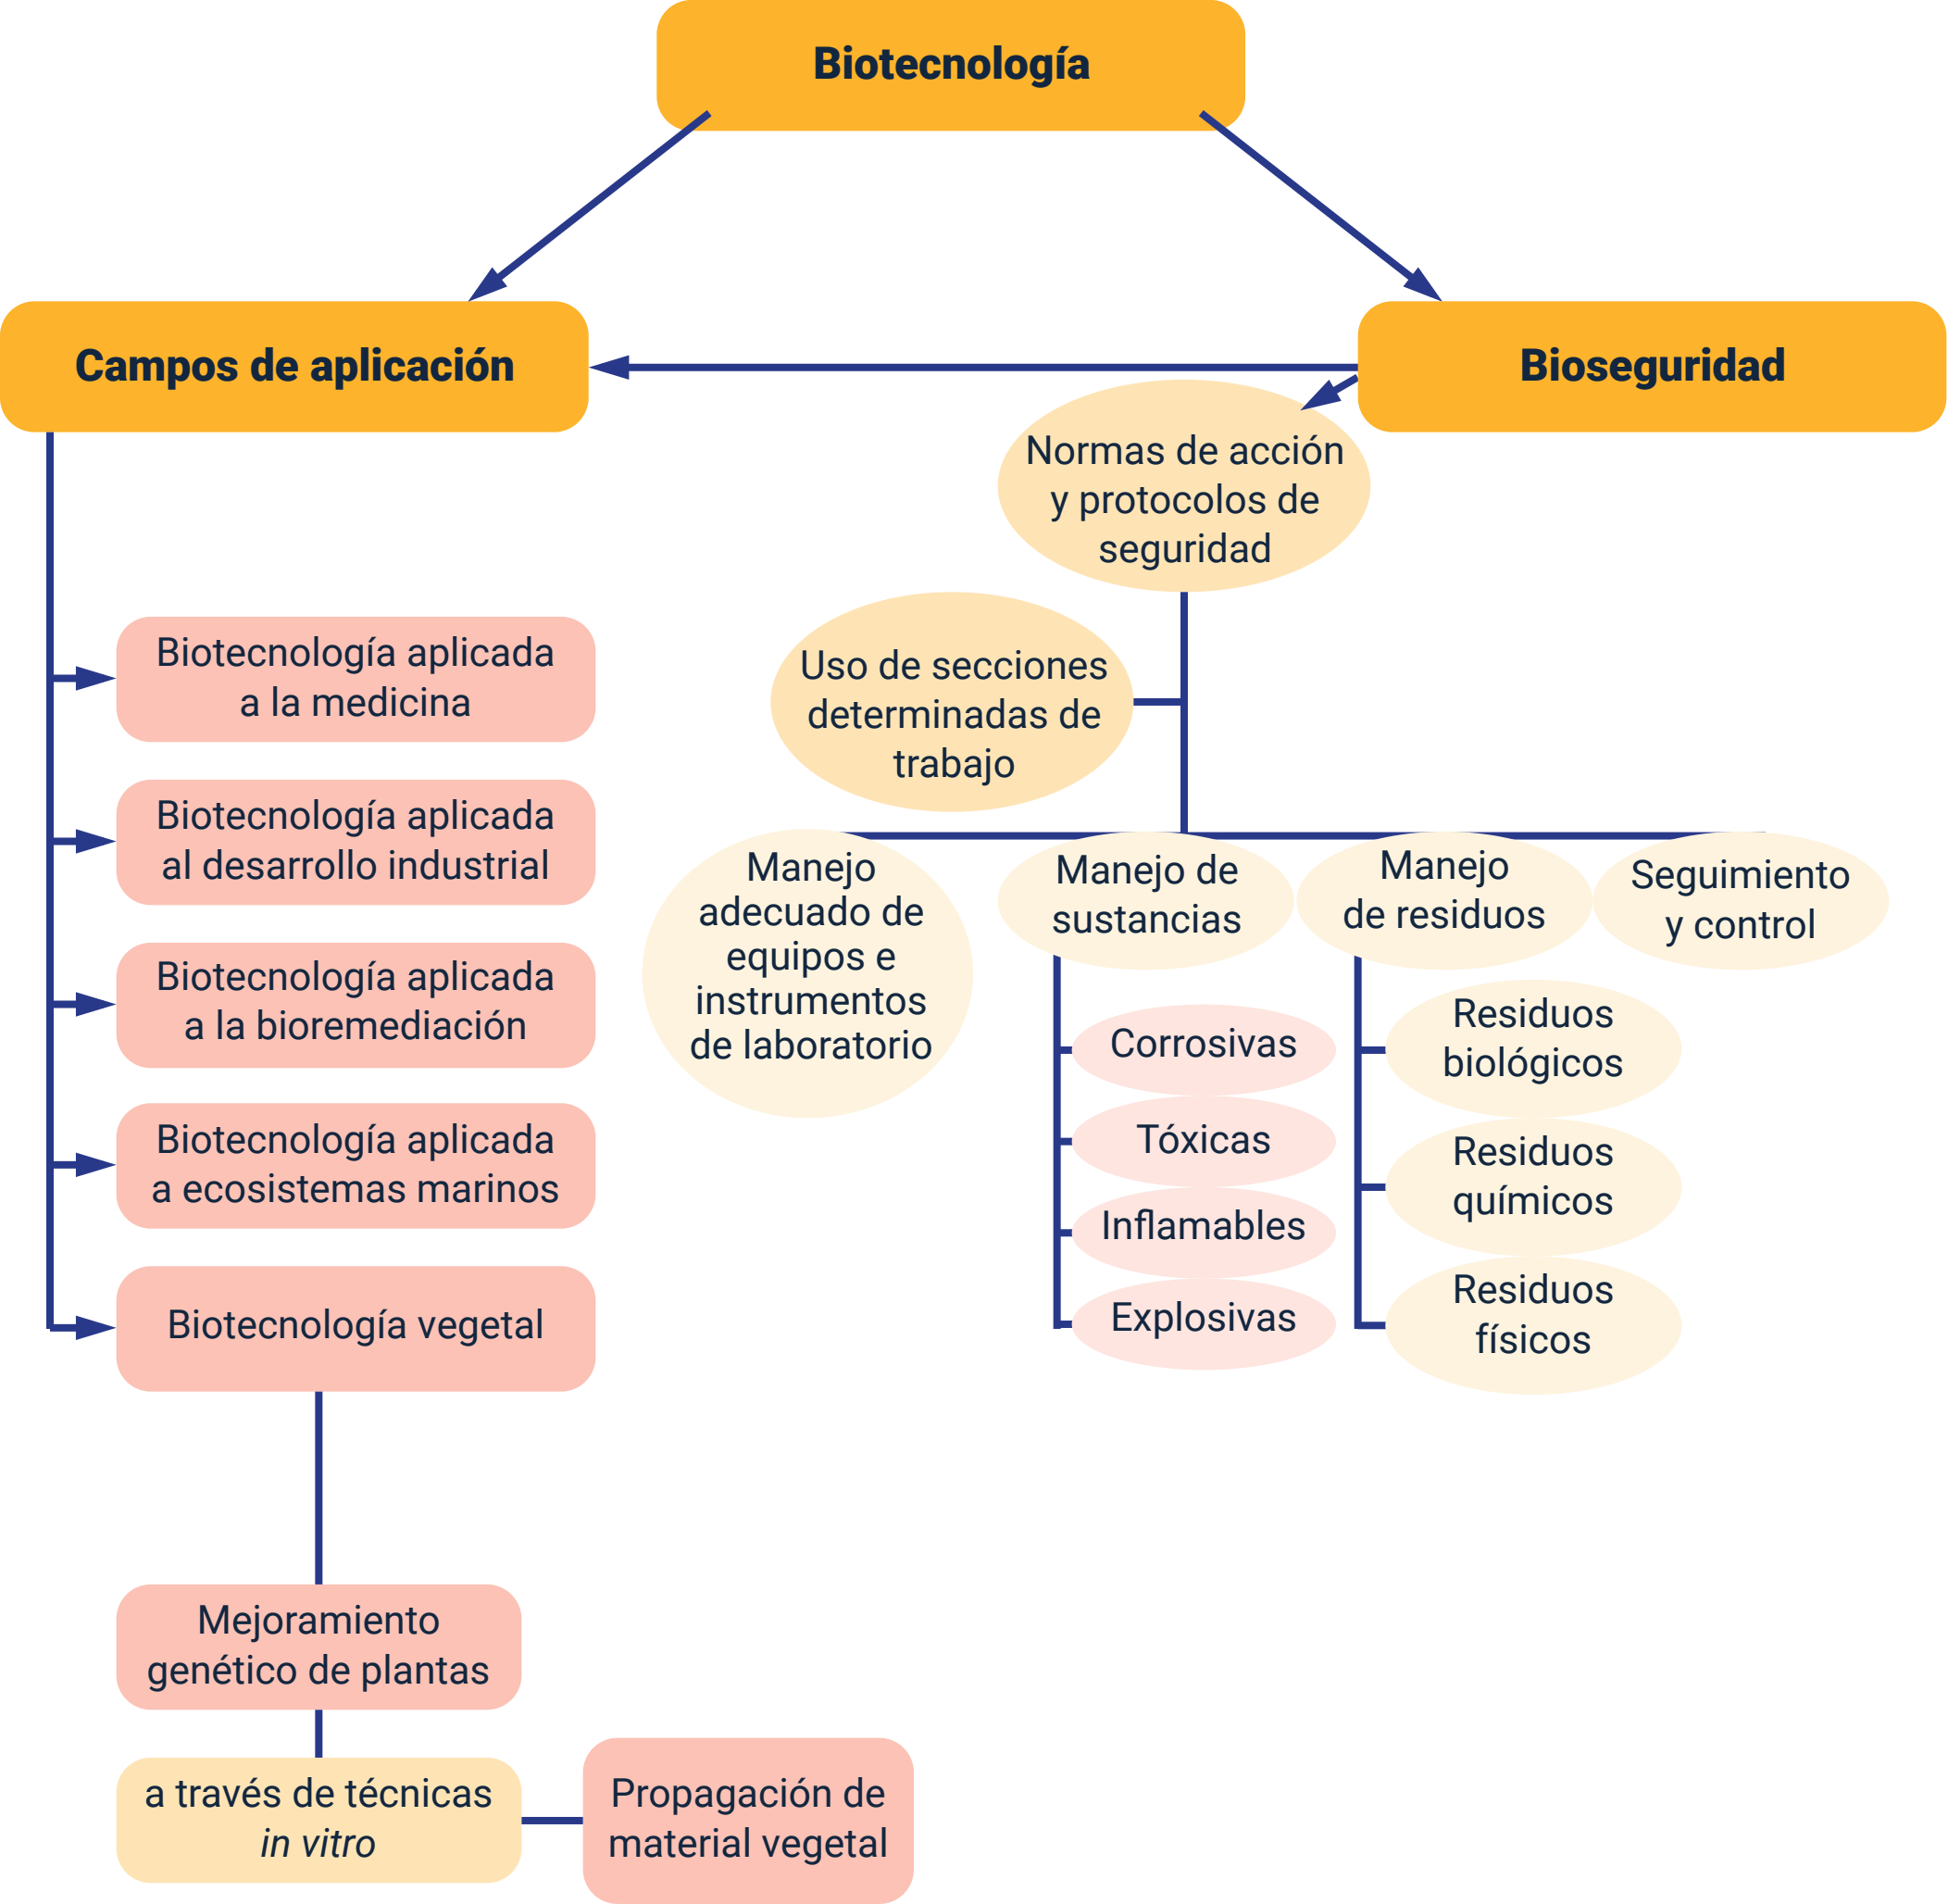 Biotecnología
Campos de aplicación
Bioseguridad
Normas de acción
y protocolos de
seguridad
Uso de secciones
determinadas de
trabajo
Biotecnología aplicada
a la medicina
Biotecnología aplicada
al desarrollo industrial
Biotecnología aplicada
a la bioremediación
Biotecnología aplicada
a ecosistemas marinos
Biotecnología vegetal
Manejo
adecuado de
equipos e
instrumentos
de laboratorio
Manejo de
sustancias
Manejo
de residuos
Seguimiento
y control
Corrosivas
Tóxicas
Inflamables
Explosivas
Residuos
biológicos
Residuos
químicos
Residuos
físicos
Mejoramiento
genético de plantas
a través de técnicas
in vitro
Propagación de
material vegetal